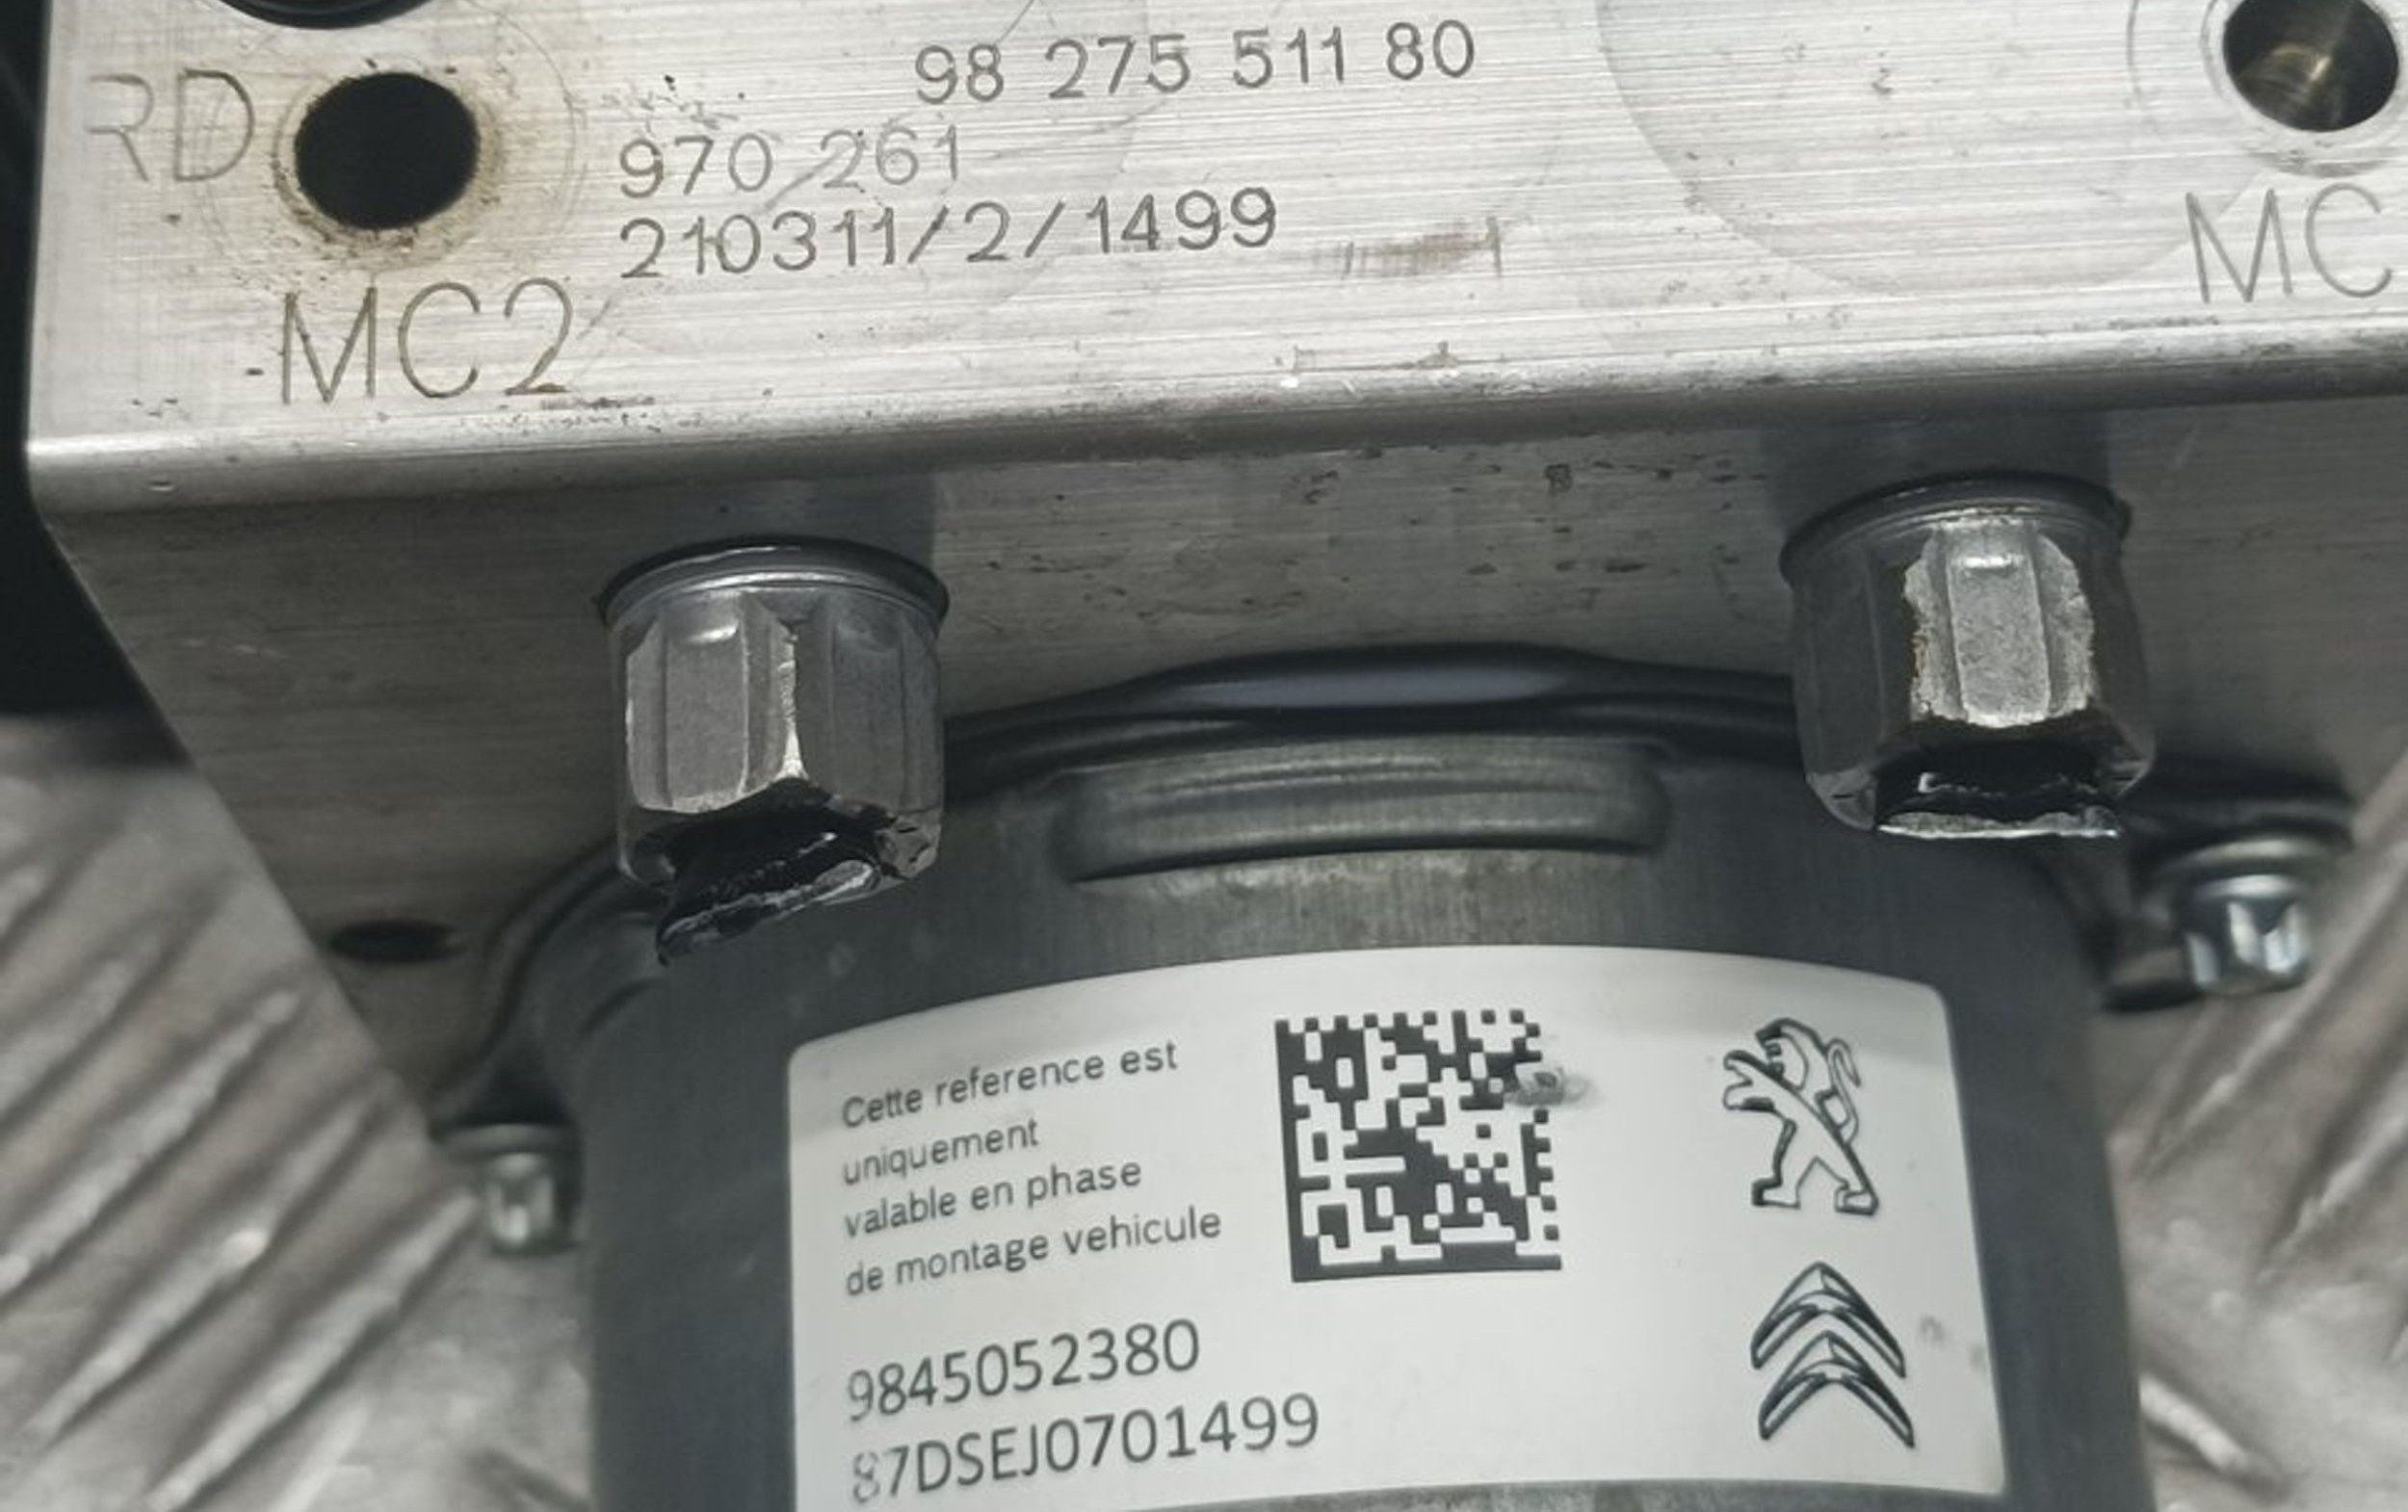 98 275 511 80
RD
970 261
210311/2/1499
MC2
MC
Cette reference est
uniquement
valable en phase
de montage vehicule
9845052380
87DSEJ0701499